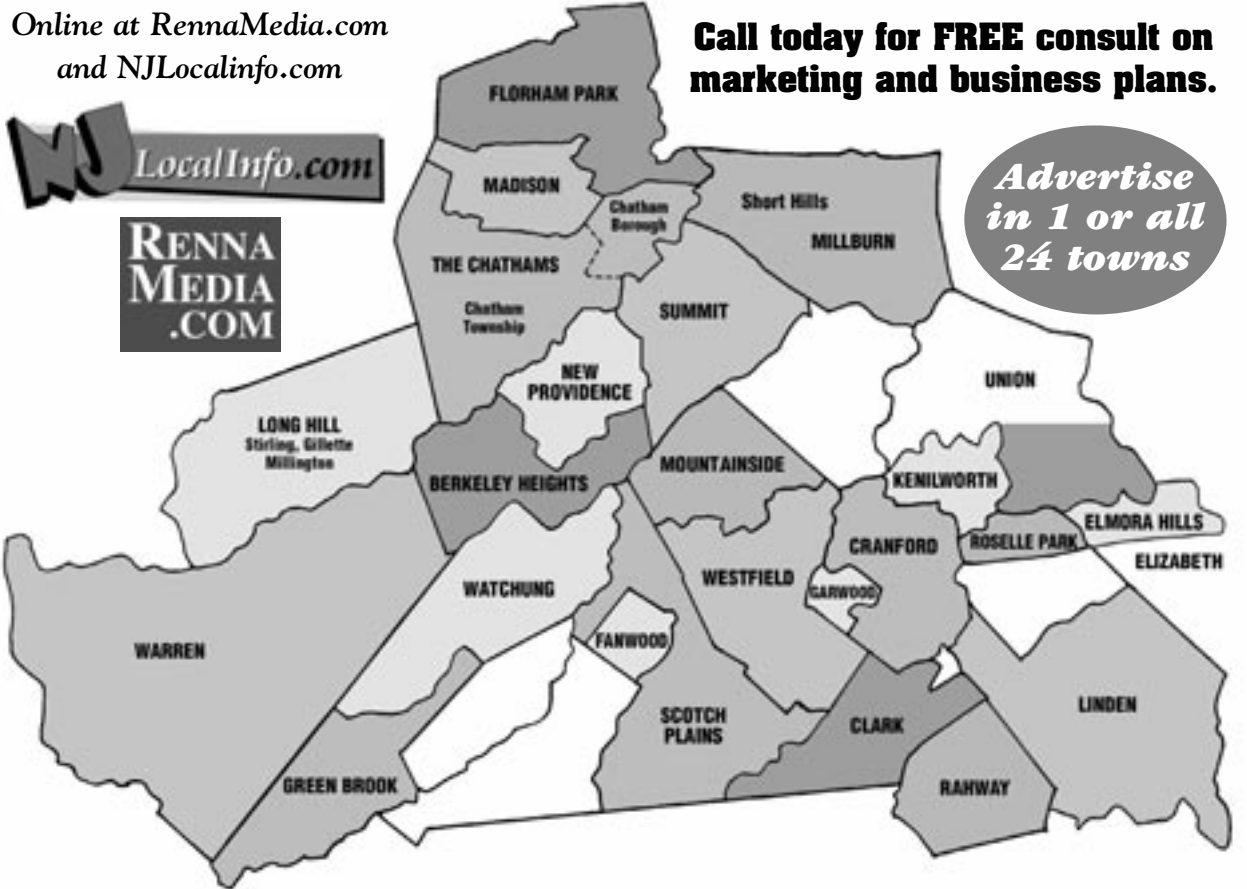 Online at RennaMedia.com
and NJLocalinfo.com
Call today for FREE consult on
marketing and business plans.
NJ LocalInfo.com
RENNA
MEDIA
.COM
Advertise
in 1 or all
24 towns
FLORHAM PARK
MADISON
Chatham
Borough
Short Hills
MILLBURN
THE CHATHAMS
Chatham
Township
SUMMIT
NEW
PROVIDENCE
UNION
LONG HILL
Stirling, Gillette
Millington
BERKELEY HEIGHTS
MOUNTAINSIDE
KENILWORTH
ELMORA HILLS
ROSELLE PARK
ELIZABETH
CRANFORD
WATCHUNG
WESTFIELD
GARWOOD
WARREN
FANWOOD
LINDEN
SCOTCH
PLAINS
CLARK
GREEN BROOK
RAHWAY